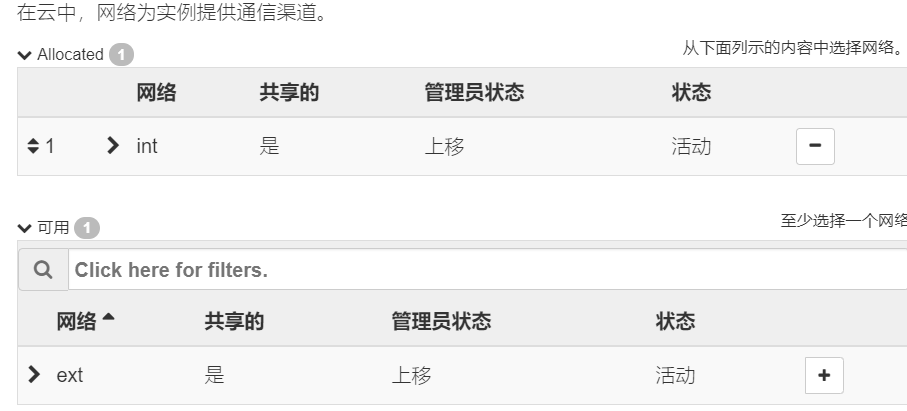 在云中，网络为实例提供通信渠道。
Allocated 1 从下面列示的内容中选择网络。
网络 共享的 管理员状态 状态
1 int 是 上移 活动 −
可用 1 至少选择一个网络
Click here for filters.
网络 共享的 管理员状态 状态
ext 是 上移 活动 +